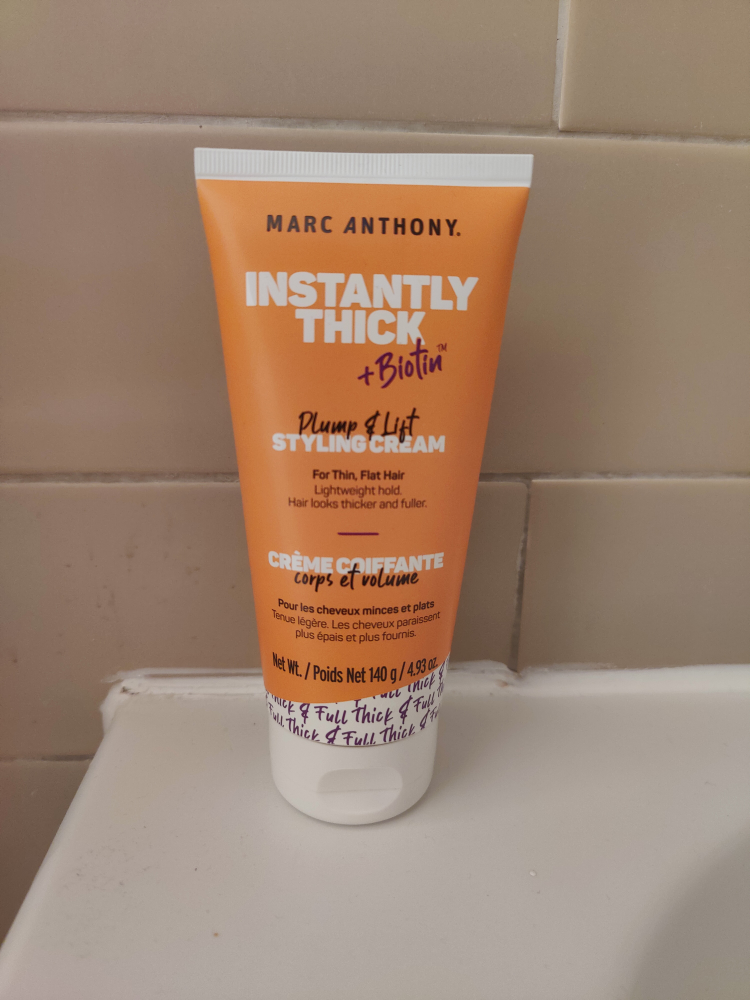 MARC ANTHONY.
INSTANTLY
THICK
+Biotin™
Plump & Lift
STYLING CREAM
For Thin, Flat Hair
Lightweight hold.
Hair looks thicker and fuller.
CRÈME COIFFANTE
corps et volume
Pour les cheveux minces et plats
Tenue légère. Les cheveux paraissent
plus épais et plus fournis.
Net Wt. / Poids Net 140 g / 4.93 oz.
Full Thick &
Thick & Full Thick & Full
Full Thick & Full Thick &